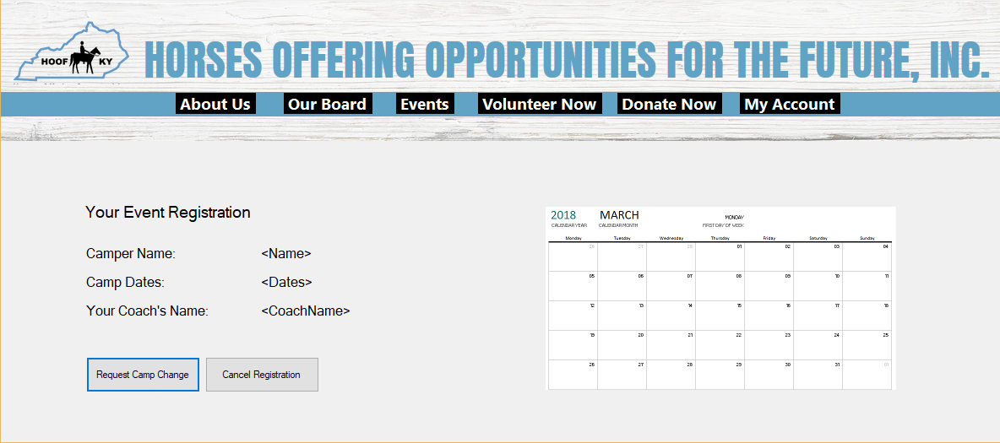 HOOF KY
HORSES OFFERING OPPORTUNITIES FOR THE FUTURE, INC.
About Us Our Board Events Volunteer Now Donate Now My Account
Your Event Registration
Camper Name: <Name>
Camp Dates: <Dates>
Your Coach's Name: <CoachName>
Request Camp Change Cancel Registration
2018 MARCH MONDAY
CALENDAR YEAR CALENDAR MONTH FIRST DAY OF WEEK
Monday Tuesday Wednesday Thursday Friday Saturday Sunday
26 27 28 01 02 03 04
05 06 07 08 09 10 11
12 13 14 15 16 17 18
19 20 21 22 23 24 25
26 27 28 29 30 31 01